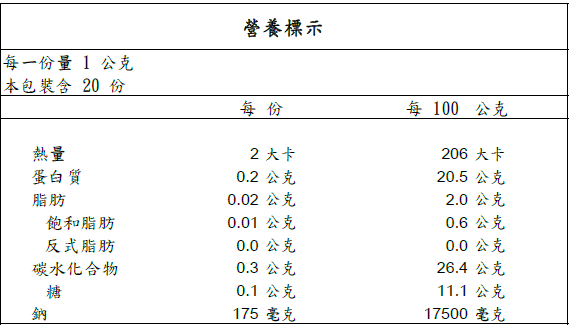 營養標示
每一份量 1 公克
本包裝含 20 份
每 份 每 100 公克
熱量 2 大卡 206 大卡
蛋白質 0.2 公克 20.5 公克
脂肪 0.02 公克 2.0 公克
飽和脂肪 0.01 公克 0.6 公克
反式脂肪 0.0 公克 0.0 公克
碳水化合物 0.3 公克 26.4 公克
糖 0.1 公克 11.1 公克
鈉 175 毫克 17500 毫克